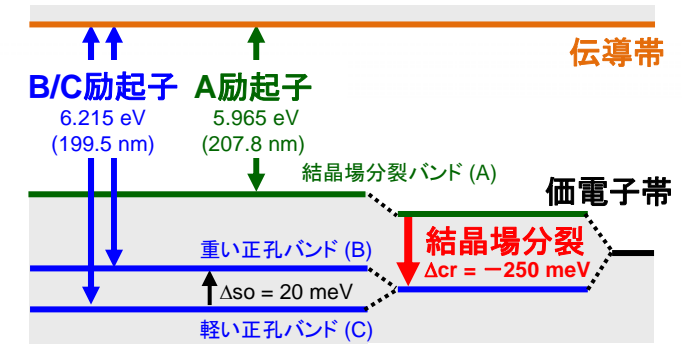 伝導帯
B/C励起子
6.215 eV
(199.5 nm)
A励起子
5.965 eV
(207.8 nm)
結晶場分裂バンド (A)
価電子帯
重い正孔バンド (B)
結晶場分裂
Δcr = －250 meV
Δso = 20 meV
軽い正孔バンド (C)